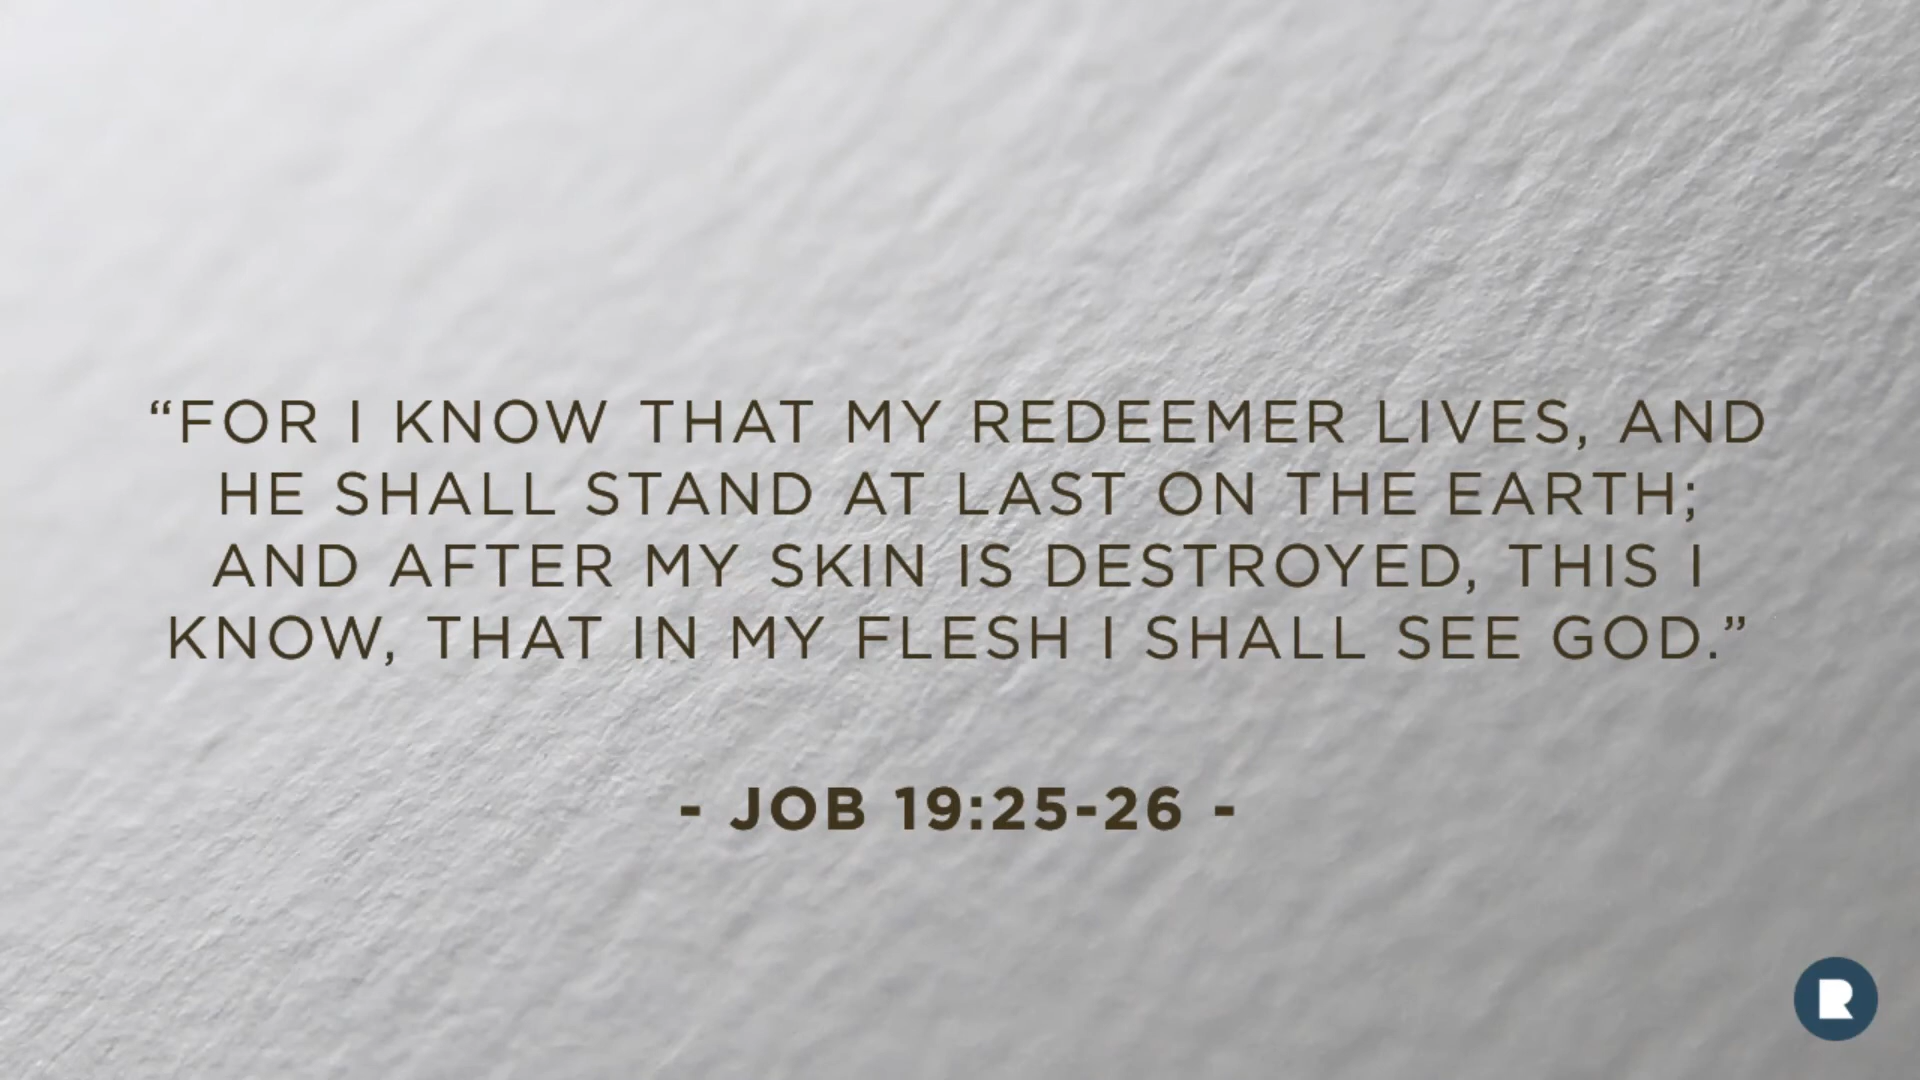 “FOR I KNOW THAT MY REDEEMER LIVES, AND
HE SHALL STAND AT LAST ON THE EARTH;
AND AFTER MY SKIN IS DESTROYED, THIS I
KNOW, THAT IN MY FLESH I SHALL SEE GOD.”
- JOB 19:25-26 -
R